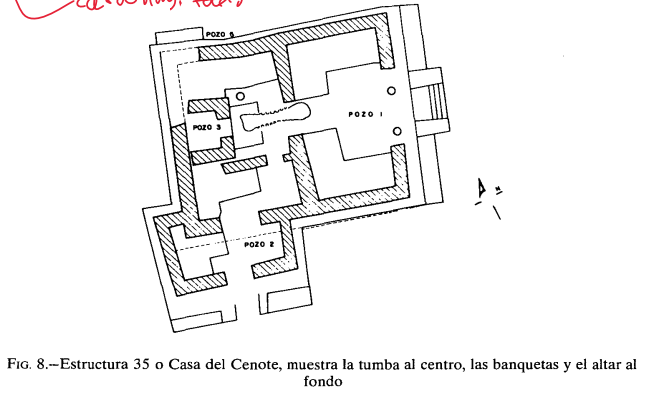 POZO 5
POZO 3
POZO 1
POZO 2
FIG. 8.—Estructura 35 o Casa del Cenote, muestra la tumba al centro, las banquetas y el altar al
fondo